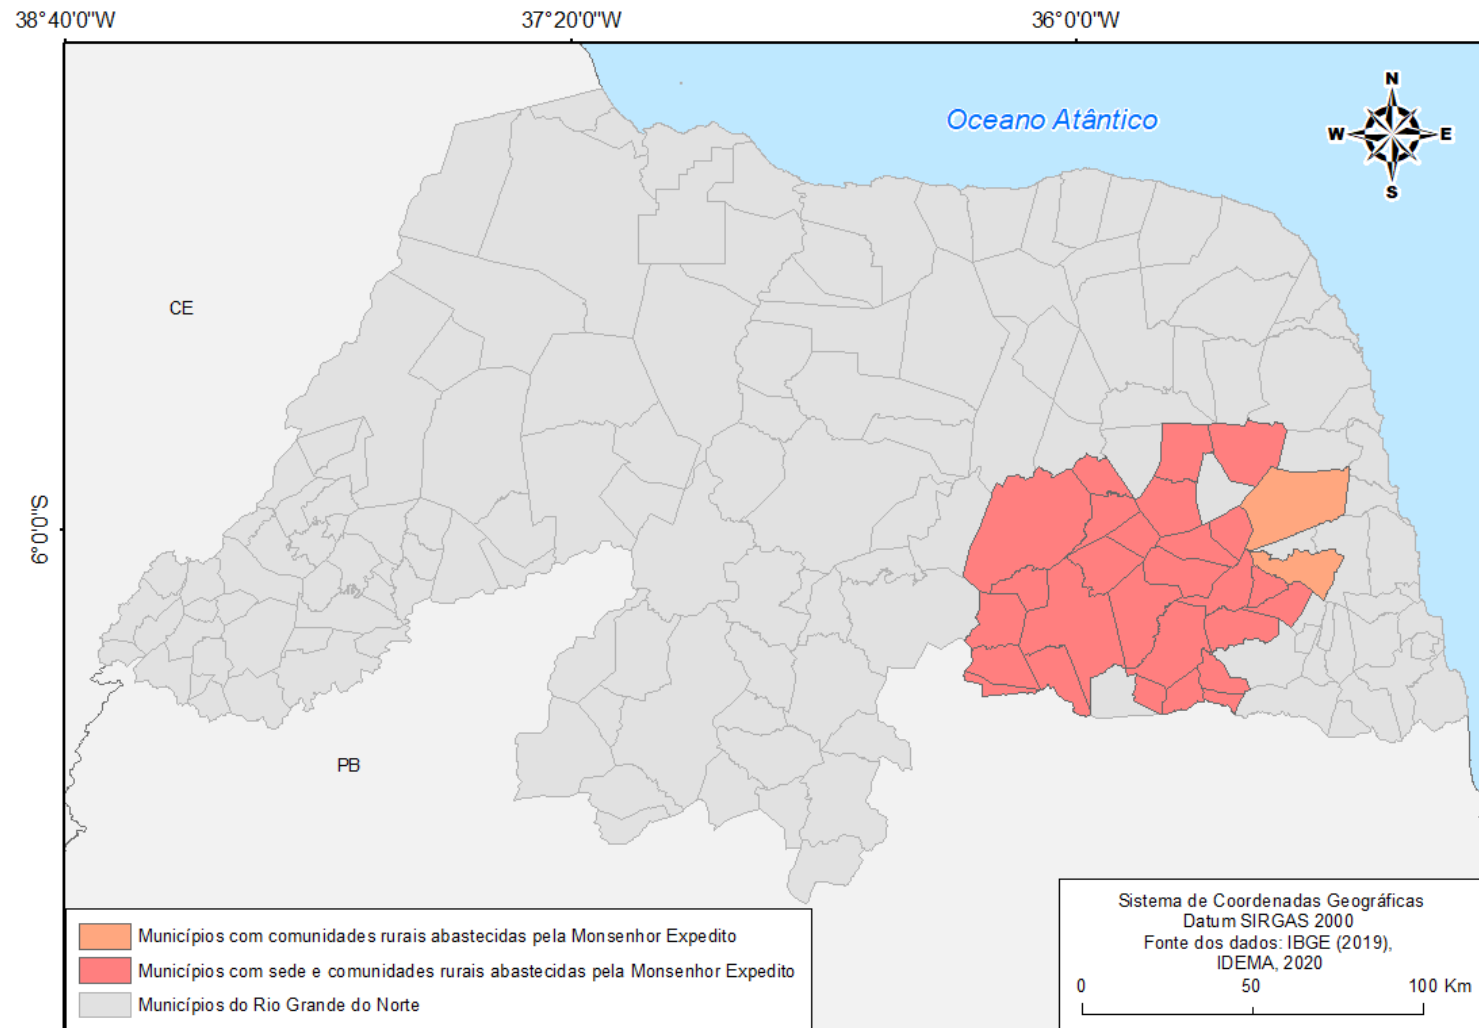 38°40'0"W
37°20'0"W
36°0'0"W
Oceano Atântico
N
W
E
S
CE
6°0'0"S
PB
Municípios com comunidades rurais abastecidas pela Monsenhor Expedito
Municípios com sede e comunidades rurais abastecidas pela Monsenhor Expedito
Municípios do Rio Grande do Norte
Sistema de Coordenadas Geográficas
Datum SIRGAS 2000
Fonte dos dados: IBGE (2019),
IDEMA, 2020
0 50 100 Km